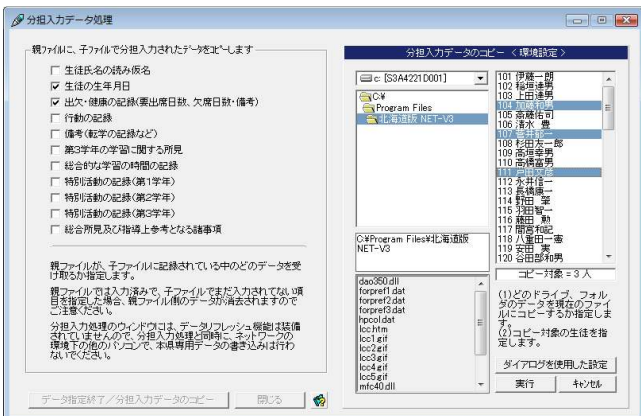 分担入力データ処理
親ファイルに、子ファイルで分担入力されたデータをコピーします
生徒氏名の読み仮名
生徒の生年月日
出欠・健康の記録(要出席日数、欠席日数・備考)
行動の記録
備考(転学の記録など)
第3学年の学習に関する所見
総合的な学習の時間の記録
特別活動の記録(第1学年)
特別活動の記録(第2学年)
特別活動の記録(第3学年)
総合所見及び指導上参考となる諸事項
親ファイルが、子ファイルに記録されている中のどのデータを受
け取るか指定します。
親ファイルでは入力済みで、子ファイルでまだ入力されてない項
目を指定した場合、親ファイル側のデータが消去されますので
ご注意ください。
分担入力処理のウィンドウには、データリフレッシュ機能は装備
されていませんので、分担入力処理と同時に、ネットワークの
環境下の他のパソコンで、本県専用データの書き込みは行わ
ないでください。
データ指定終了/分担入力データのコピー
閉じる
分担入力データのコピー <環境設定>
c: [S3A4221D001]
C:¥
Program Files
北海道版 NET-V3
C:¥Program Files¥北海道版
NET-V3
dao350.dll
forpref1.dat
forpref2.dat
forpref3.dat
hpcol.dat
lcc.htm
lcc1.gif
lcc2.gif
lcc3.gif
lcc4.gif
lcc5.gif
mfc40.dll
101 伊藤一朗
102 稲垣達男
103 上田達男
104 加藤和男
105 斎藤佑司
106 清水 豊
107 菅井郁一
108 杉田友一郎
109 高垣幸男
110 高橋富男
111 戸田文彦
112 永井信一
113 長橋康一
114 野田 肇
115 羽田智一
116 藤田 勲
117 間宮和記
118 八重田一憲
119 安田 実
120 谷田部和男
コピー対象 = 3 人
(1)どのドライブ、フォル
ダのデータを現在のファイ
ルにコピーするか指定しま
す。
(2)コピー対象の生徒を指
定します。
ダイアログを使用した設定
実行
キャンセル